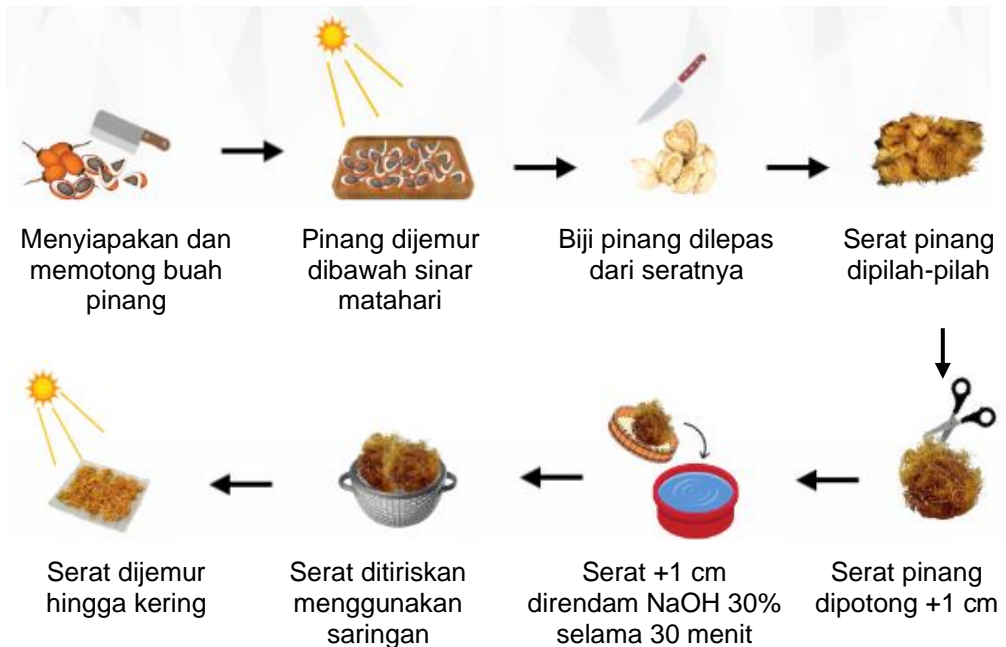 Menyiapakan dan
memotong buah
pinang
Pinang dijemur
dibawah sinar
matahari
Biji pinang dilepas
dari seratnya
Serat pinang
dipilah-pilah
Serat pinang
dipotong +1 cm
Serat +1 cm
direndam NaOH 30%
selama 30 menit
Serat ditiriskan
menggunakan
saringan
Serat dijemur
hingga kering